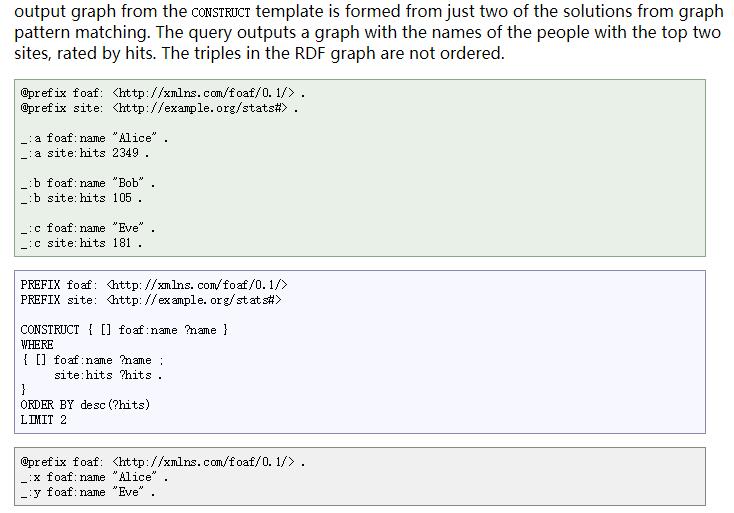 output graph from the CONSTRUCT template is formed from just two of the solutions from graph
pattern matching. The query outputs a graph with the names of the people with the top two
sites, rated by hits. The triples in the RDF graph are not ordered.
@prefix foaf: <http://xmlns.com/foaf/0.1/> .
@prefix site: <http://example.org/stats#> .
_:a foaf:name "Alice" .
_:a site:hits 2349 .
_:b foaf:name "Bob" .
_:b site:hits 105 .
_:c foaf:name "Eve" .
_:c site:hits 181 .
PREFIX foaf: <http://xmlns.com/foaf/0.1/>
PREFIX site: <http://example.org/stats#>
CONSTRUCT { [] foaf:name ?name }
WHERE
{ [] foaf:name ?name ;
site:hits ?hits .
}
ORDER BY desc(?hits)
LIMIT 2
@prefix foaf: <http://xmlns.com/foaf/0.1/> .
_:x foaf:name "Alice" .
_:y foaf:name "Eve" .